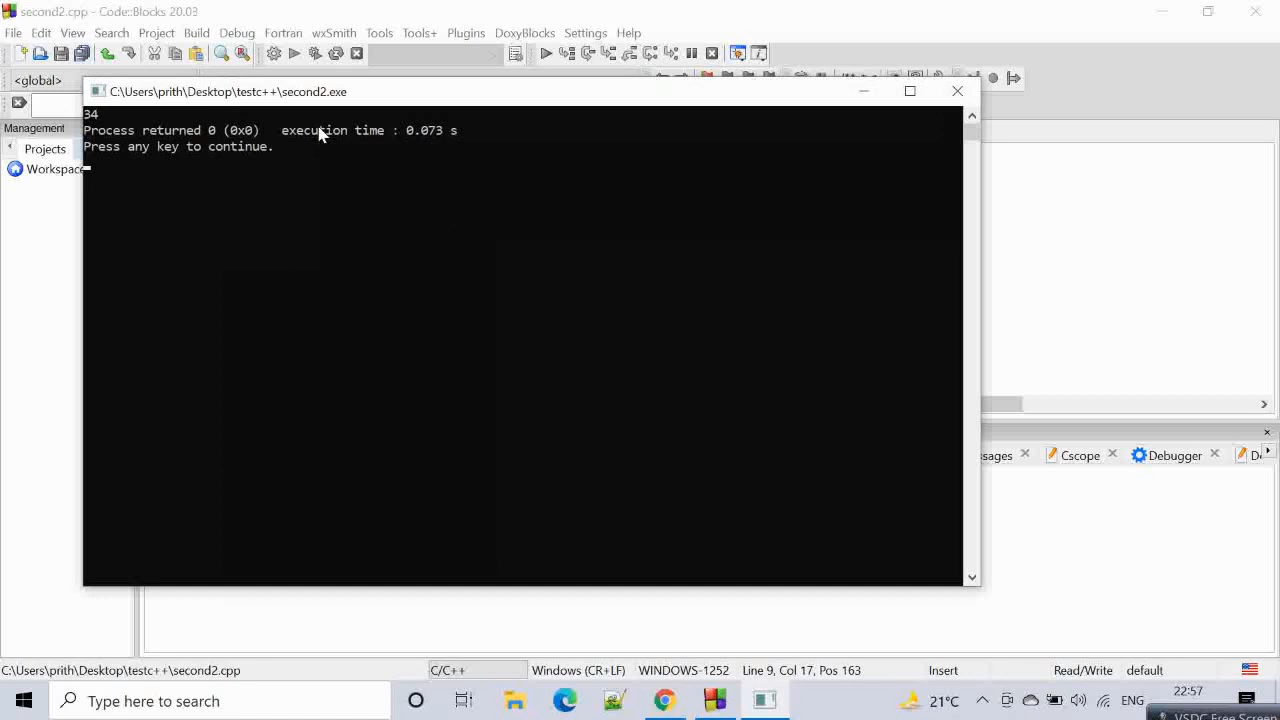 second2.cpp - Code::Blocks 20.03
File Edit View Search Project Build Debug Fortran wxSmith Tools Tools+ Plugins DoxyBlocks Settings Help
<global>
C:\Users\prith\Desktop\testc++\second2.exe
34
Process returned 0 (0x0)   execution time : 0.073 s
Press any key to continue.
Management
Projects
Workspace
ssages Cscope Debugger D
C:\Users\prith\Desktop\testc++\second2.cpp C/C++ Windows (CR+LF) WINDOWS-1252 Line 9, Col 17, Pos 163 Insert Read/Write default
Type here to search 21°C ENG 22:57
VSDC Free Screen